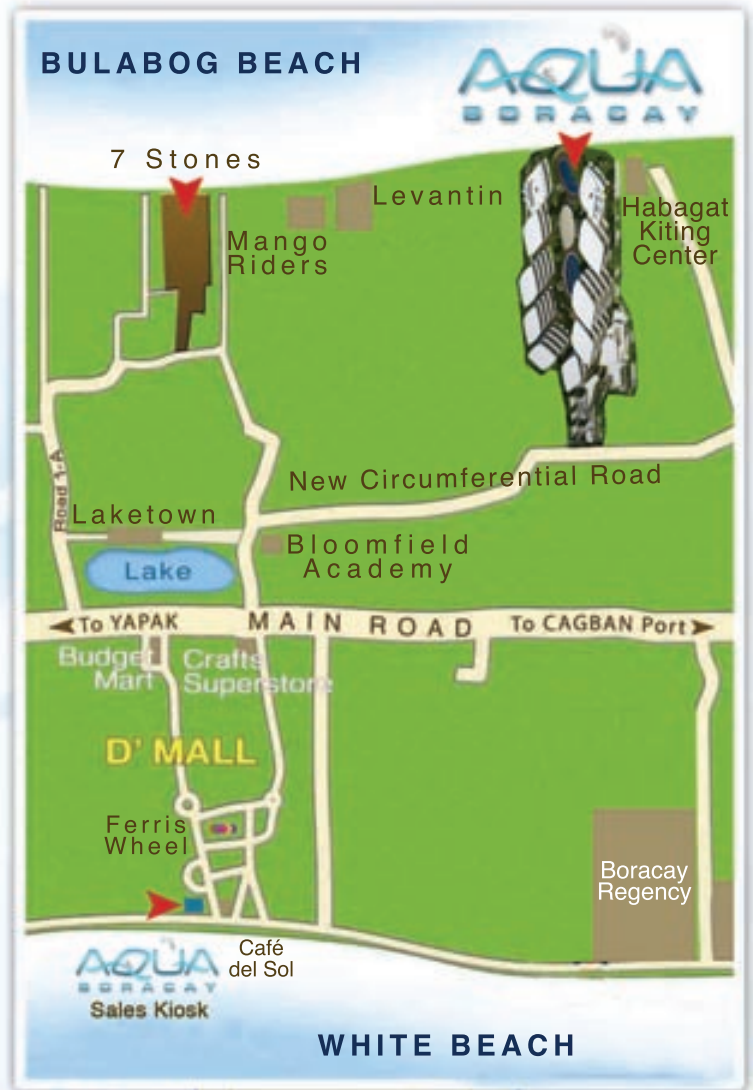 BULABOG BEACH
AQUA
BORACAY
7 Stones
Levantin
Mango
Riders
Habagat
Kiting
Center
New Circumferential Road
Road 1-A
Laketown
Bloomfield
Academy
Lake
To YAPAK
MAIN ROAD
To CAGBAN Port
Budget
Mart
Crafts
Superstore
D' MALL
Ferris
Wheel
Boracay
Regency
AQUA
BORACAY
Sales Kiosk
Café
del Sol
WHITE BEACH